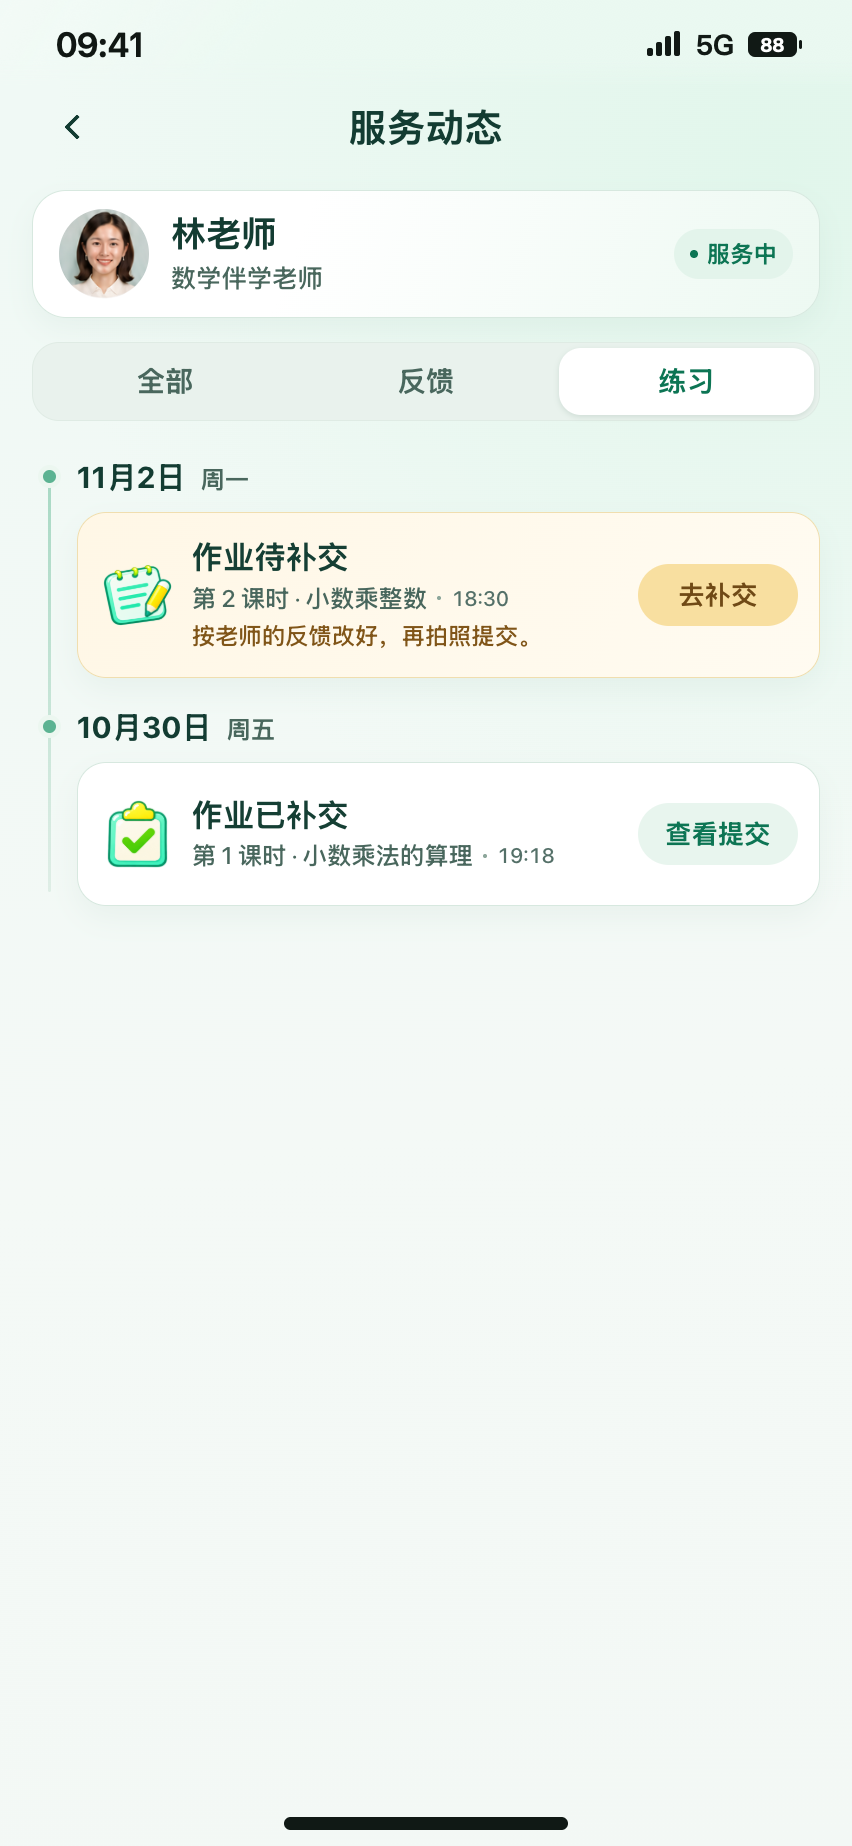 09:41
5G 88
服务动态
林老师
数学伴学老师
服务中
全部 反馈 练习
11月2日 周一
作业待补交
第 2 课时 · 小数乘整数 · 18:30
按老师的反馈改好，再拍照提交。
去补交
10月30日 周五
作业已补交
第 1 课时 · 小数乘法的算理 · 19:18
查看提交